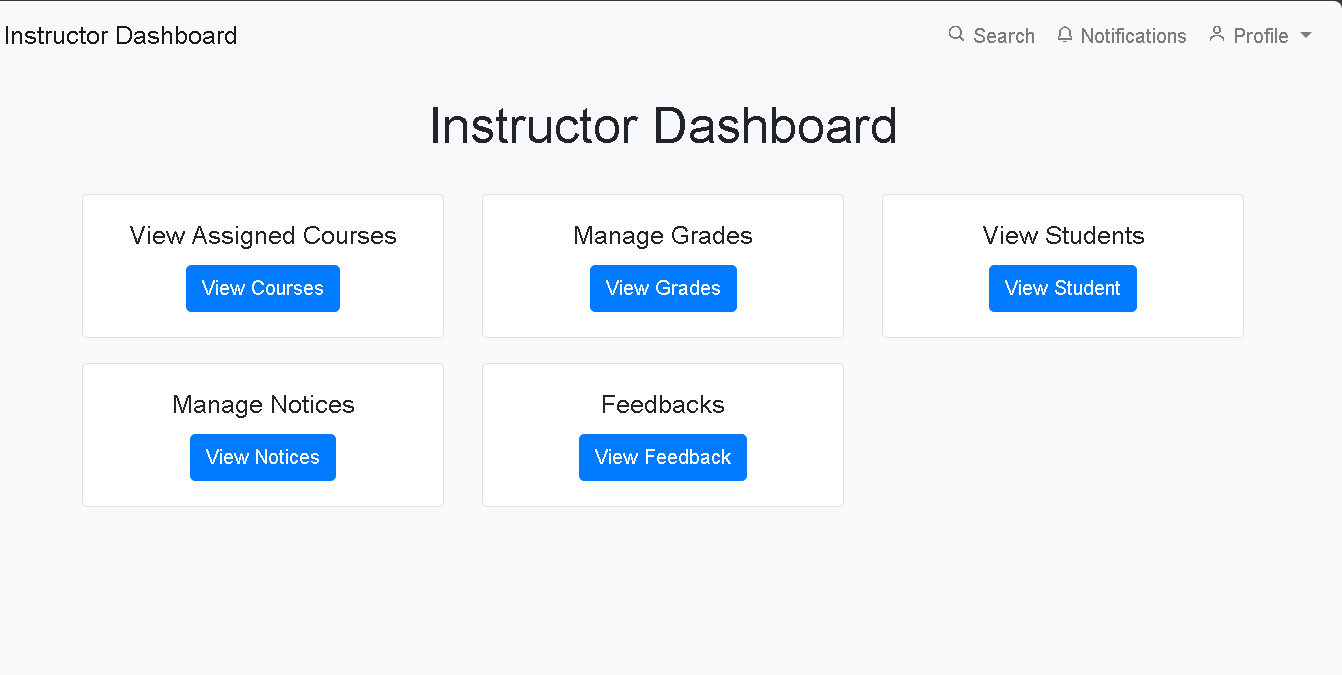 Instructor Dashboard
Search Notifications Profile
Instructor Dashboard
View Assigned Courses
View Courses
Manage Grades
View Grades
View Students
View Student
Manage Notices
View Notices
Feedbacks
View Feedback